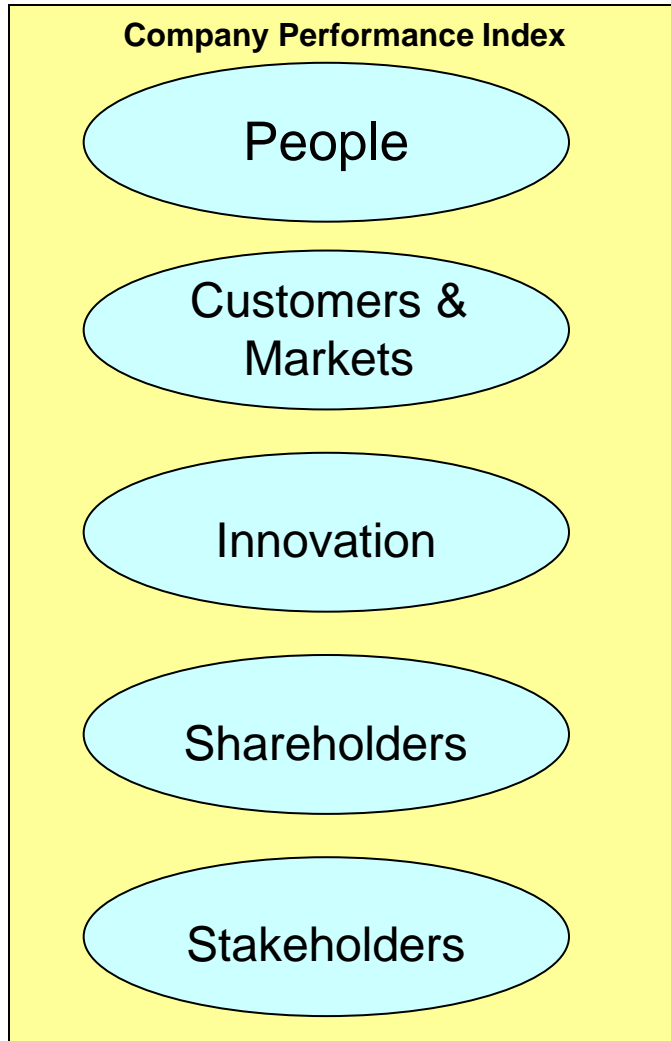 Company Performance Index
People
Customers &
Markets
Innovation
Shareholders
Stakeholders